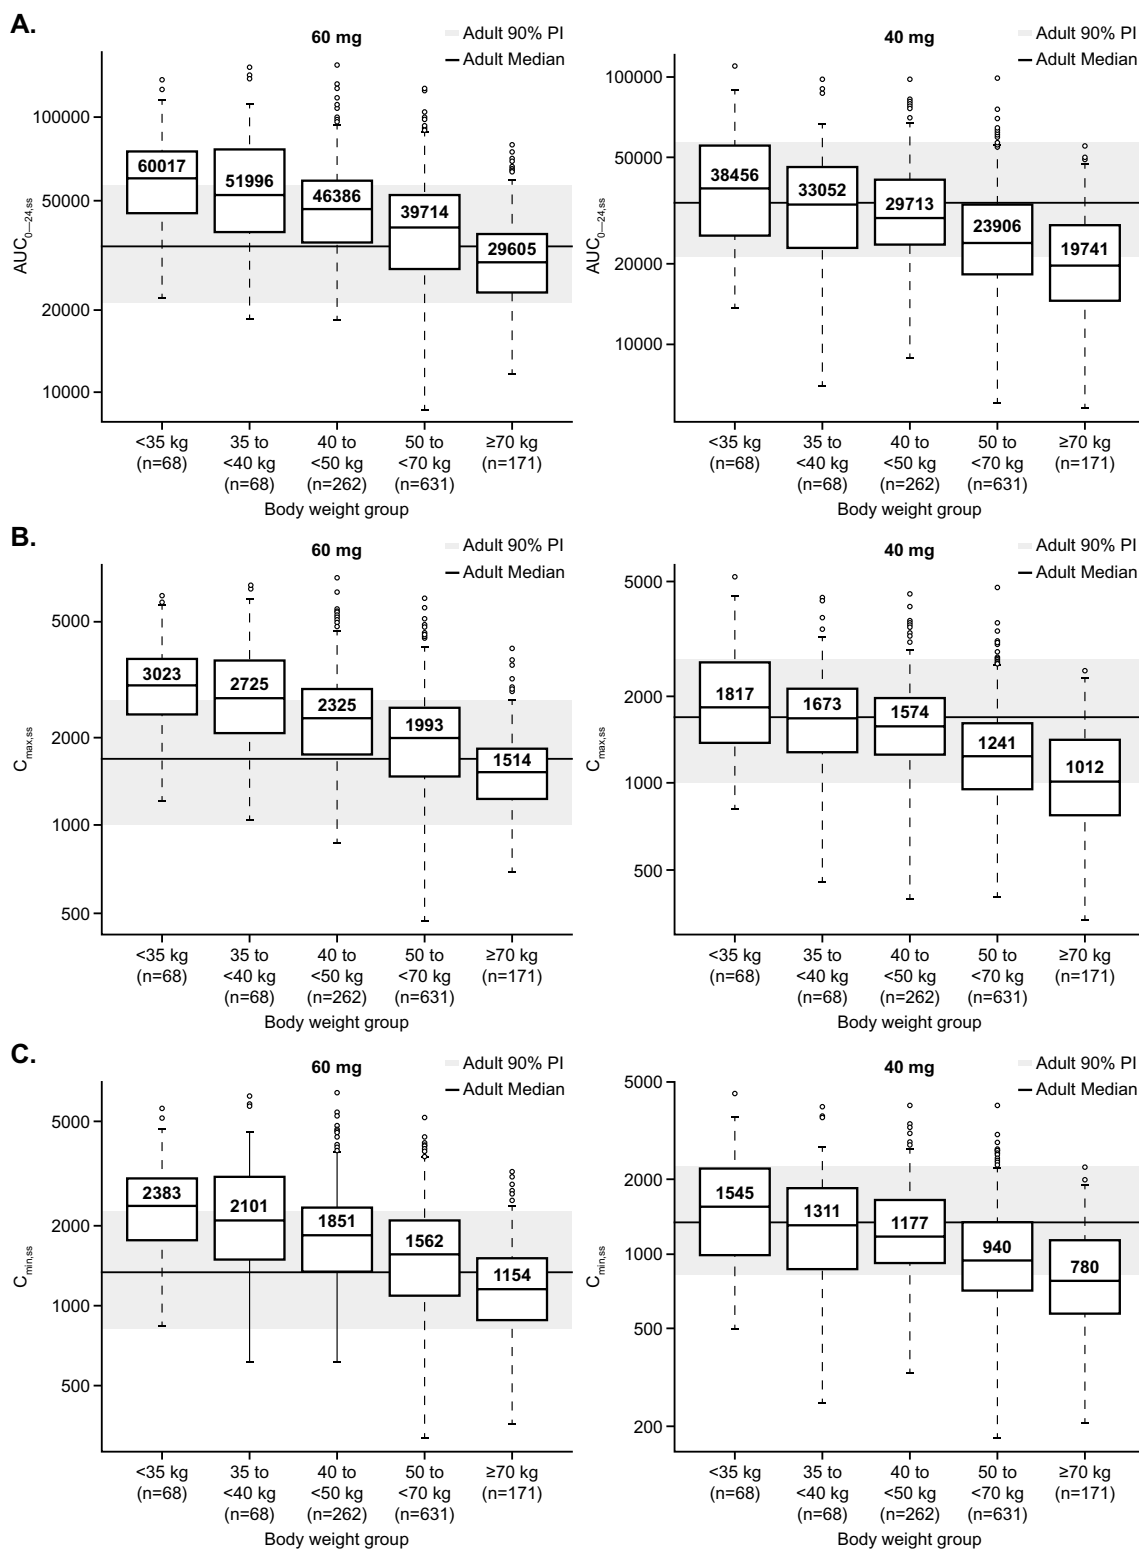 A.
60 mg
Adult 90% PI
Adult Median
AUC0–24,ss
100000
50000
20000
10000
60017
51996
46386
39714
29605
<35 kg
(n=68)
35 to
<40 kg
(n=68)
40 to
<50 kg
(n=262)
50 to
<70 kg
(n=631)
≥70 kg
(n=171)
Body weight group
40 mg
Adult 90% PI
Adult Median
AUC0–24,ss
100000
50000
20000
10000
38456
33052
29713
23906
19741
<35 kg
(n=68)
35 to
<40 kg
(n=68)
40 to
<50 kg
(n=262)
50 to
<70 kg
(n=631)
≥70 kg
(n=171)
Body weight group
B.
60 mg
Adult 90% PI
Adult Median
Cmax,ss
5000
2000
1000
500
3023
2725
2325
1993
1514
<35 kg
(n=68)
35 to
<40 kg
(n=68)
40 to
<50 kg
(n=262)
50 to
<70 kg
(n=631)
≥70 kg
(n=171)
Body weight group
40 mg
Adult 90% PI
Adult Median
Cmax,ss
5000
2000
1000
500
1817
1673
1574
1241
1012
<35 kg
(n=68)
35 to
<40 kg
(n=68)
40 to
<50 kg
(n=262)
50 to
<70 kg
(n=631)
≥70 kg
(n=171)
Body weight group
C.
60 mg
Adult 90% PI
Adult Median
Cmin,ss
5000
2000
1000
500
2383
2101
1851
1562
1154
<35 kg
(n=68)
35 to
<40 kg
(n=68)
40 to
<50 kg
(n=262)
50 to
<70 kg
(n=631)
≥70 kg
(n=171)
Body weight group
40 mg
Adult 90% PI
Adult Median
Cmin,ss
5000
2000
1000
500
200
1545
1311
1177
940
780
<35 kg
(n=68)
35 to
<40 kg
(n=68)
40 to
<50 kg
(n=262)
50 to
<70 kg
(n=631)
≥70 kg
(n=171)
Body weight group